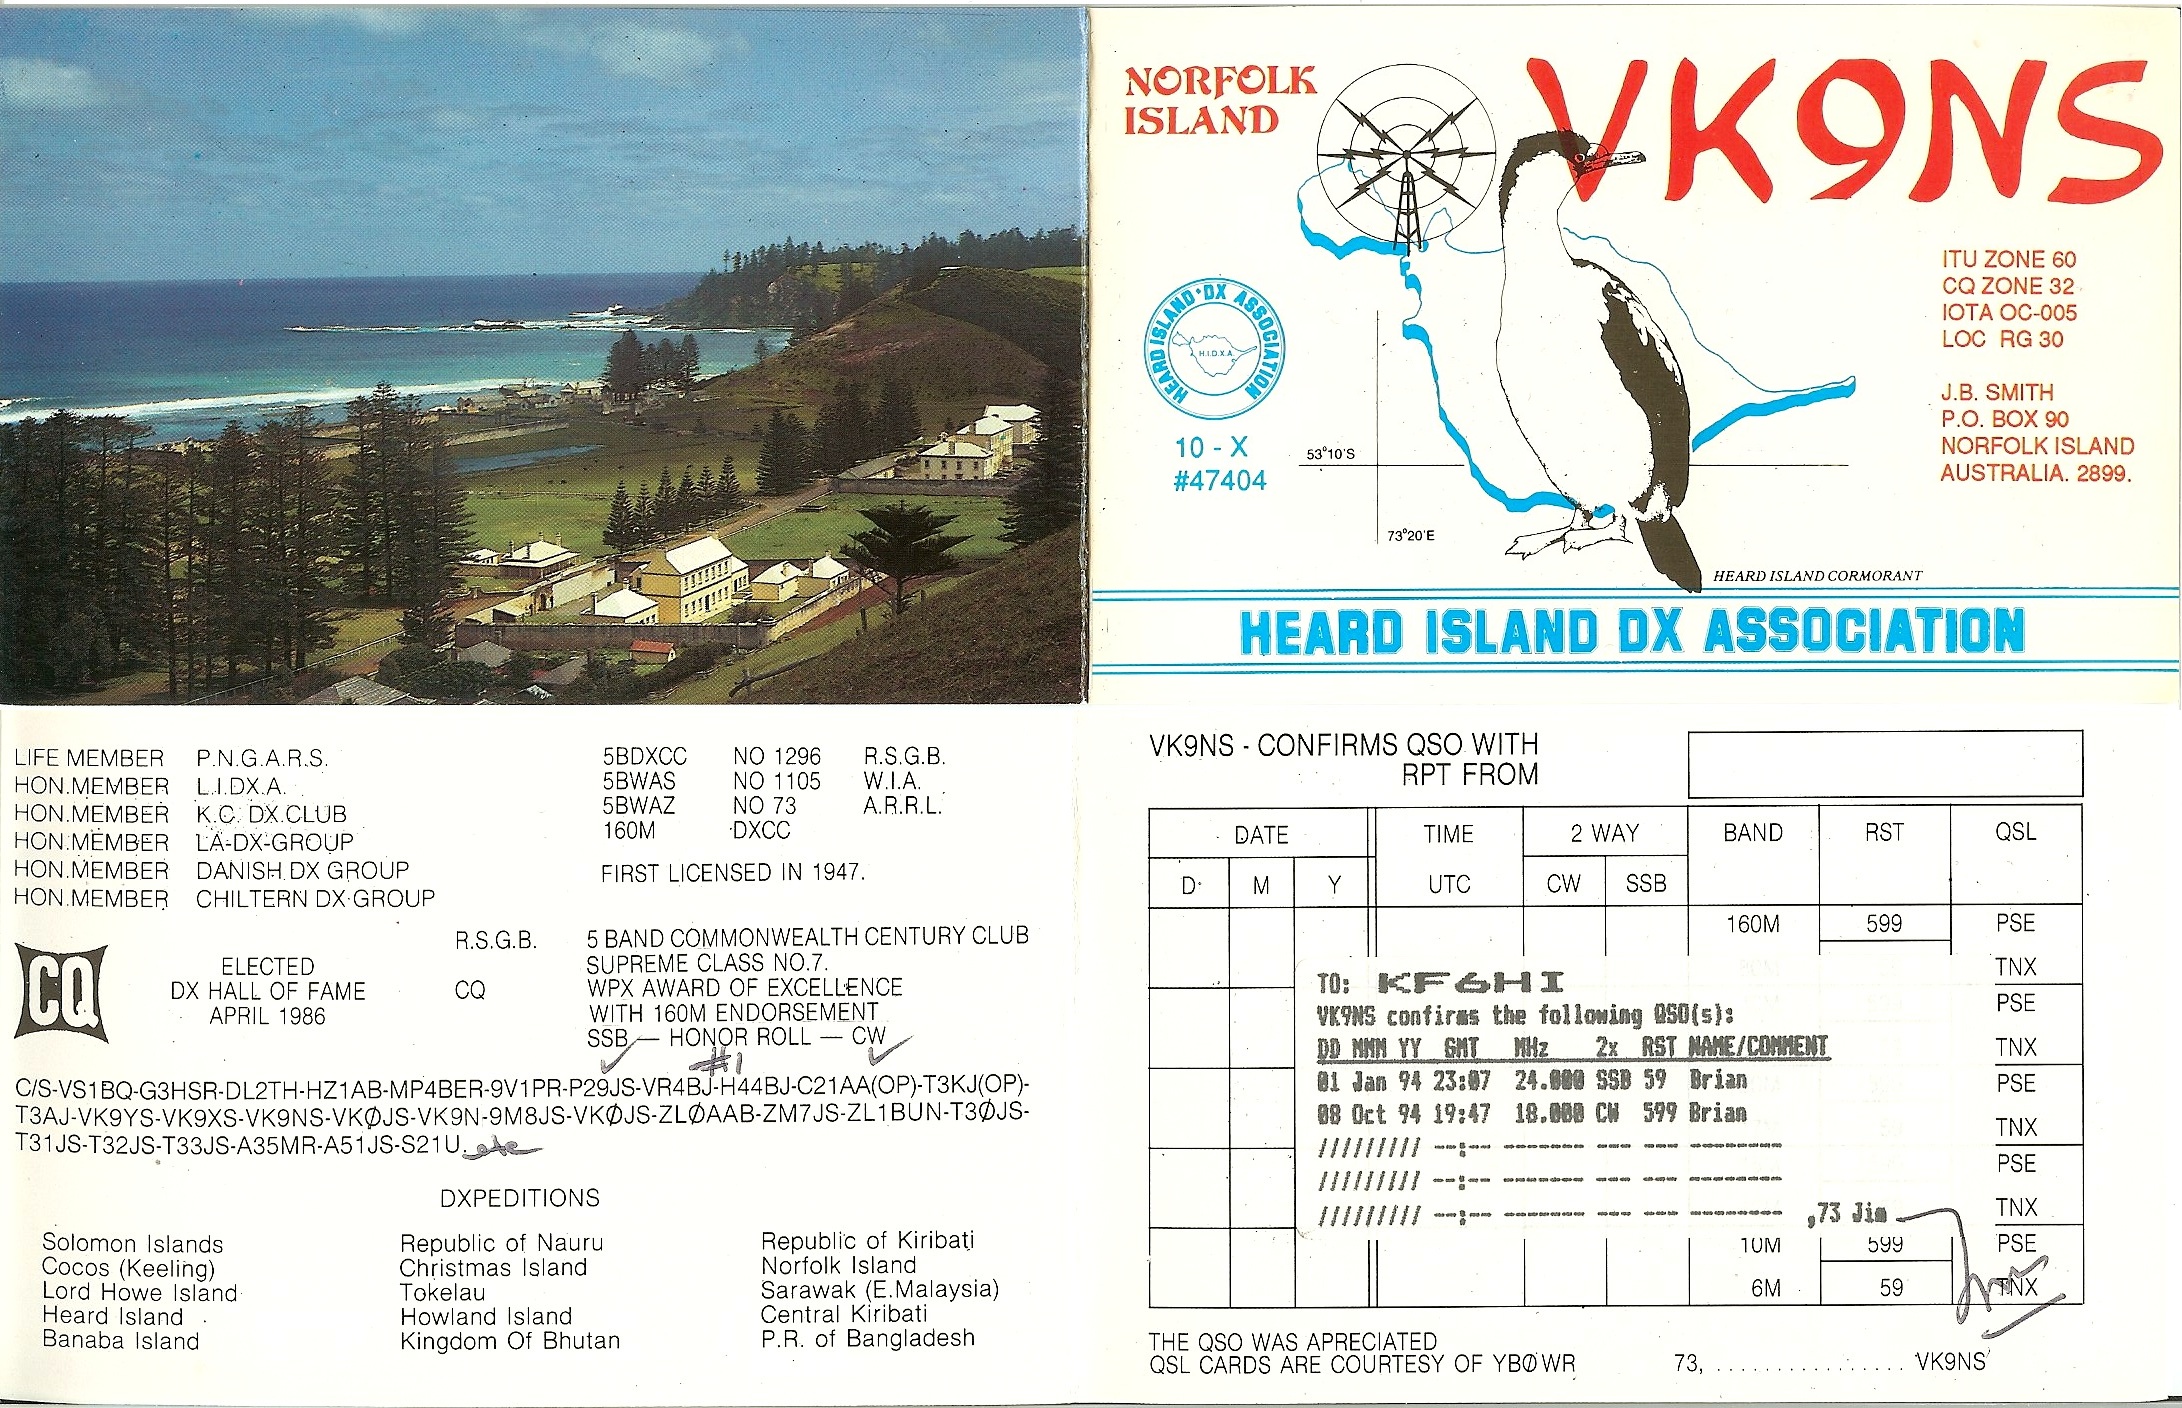 NORFOLK
ISLAND
VK9NS
ITU ZONE 60
CQ ZONE 32
IOTA OC-005
LOC RG 30
J.B. SMITH
P.O. BOX 90
NORFOLK ISLAND
AUSTRALIA. 2899.
HEARD ISLAND DX ASSOCIATION
H.I.D.X.A.
10 - X
#47404
53°10'S
73°20'E
HEARD ISLAND CORMORANT
HEARD ISLAND DX ASSOCIATION
LIFE MEMBER P.N.G.A.R.S.
HON.MEMBER L.I.DX.A.
HON.MEMBER K.C. DX.CLUB
HON.MEMBER LA-DX-GROUP
HON.MEMBER DANISH DX GROUP
HON.MEMBER CHILTERN DX GROUP
5BDXCC NO 1296 R.S.G.B.
5BWAS NO 1105 W.I.A.
5BWAZ NO 73 A.R.R.L.
160M DXCC
FIRST LICENSED IN 1947.
CQ
ELECTED
DX HALL OF FAME
APRIL 1986
R.S.G.B. 5 BAND COMMONWEALTH CENTURY CLUB
SUPREME CLASS NO.7.
CQ WPX AWARD OF EXCELLENCE
WITH 160M ENDORSEMENT
SSB — HONOR ROLL — CW
#1
C/S-VS1BQ-G3HSR-DL2TH-HZ1AB-MP4BER-9V1PR-P29JS-VR4BJ-H44BJ-C21AA(OP)-T3KJ(OP)-
T3AJ-VK9YS-VK9XS-VK9NS-VKØJS-VK9N-9M8JS-VKØJS-ZLØAAB-ZM7JS-ZL1BUN-T3ØJS-
T31JS-T32JS-T33JS-A35MR-A51JS-S21U. etc
DXPEDITIONS
Solomon Islands Republic of Nauru Republic of Kiribati
Cocos (Keeling) Christmas Island Norfolk Island
Lord Howe Island Tokelau Sarawak (E.Malaysia)
Heard Island Howland Island Central Kiribati
Banaba Island Kingdom Of Bhutan P.R. of Bangladesh
VK9NS - CONFIRMS QSO WITH
RPT FROM
DATE TIME 2 WAY BAND RST QSL
D M Y UTC CW SSB
160M 599 PSE
TNX
PSE
TNX
PSE
TNX
PSE
TNX
TO: KF6HI
VK9NS confirms the following QSO(s):
DD MMM YY GMT MHz 2x RST NAME/COMMENT
01 Jan 94 23:07 24.000 SSB 59 Brian
08 Oct 94 19:47 18.000 CW 599 Brian
///////// --:-- ------- --- --- ---------
///////// --:-- ------- --- --- ---------
///////// --:-- ------- --- --- ---------
,73 Jim
10M 599 PSE
6M 59 TNX
THE QSO WAS APRECIATED
QSL CARDS ARE COURTESY OF YBØWR 73, ................. VK9NS